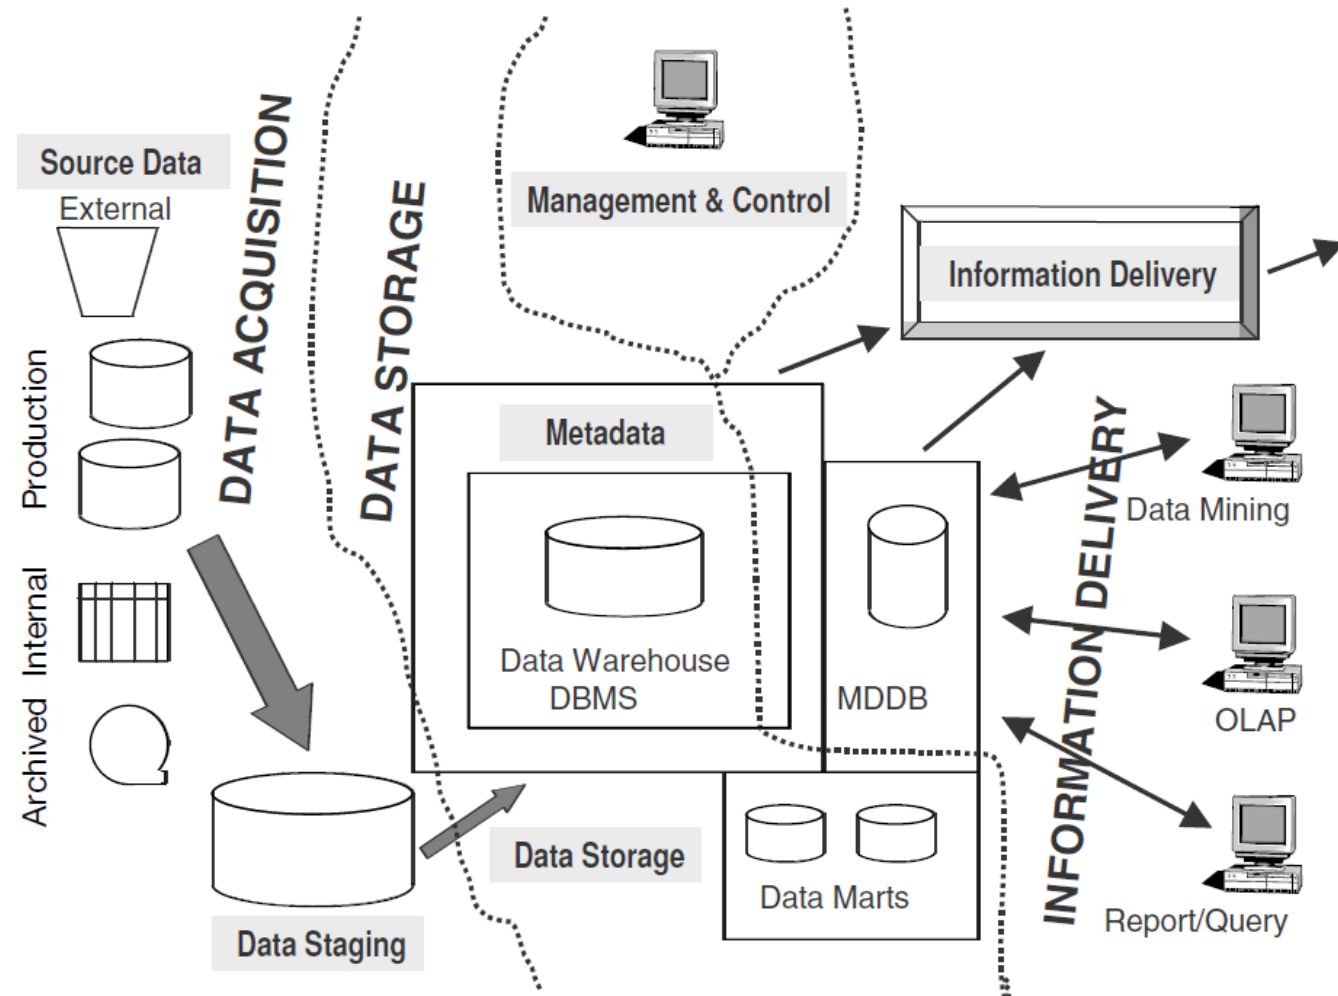 Source Data
External
Production
Internal
Archived
DATA ACQUISITION
Data Staging
DATA STORAGE
Management & Control
Metadata
Data Warehouse
DBMS
MDDB
Data Storage
Data Marts
Information Delivery
INFORMATION DELIVERY
Data Mining
OLAP
Report/Query